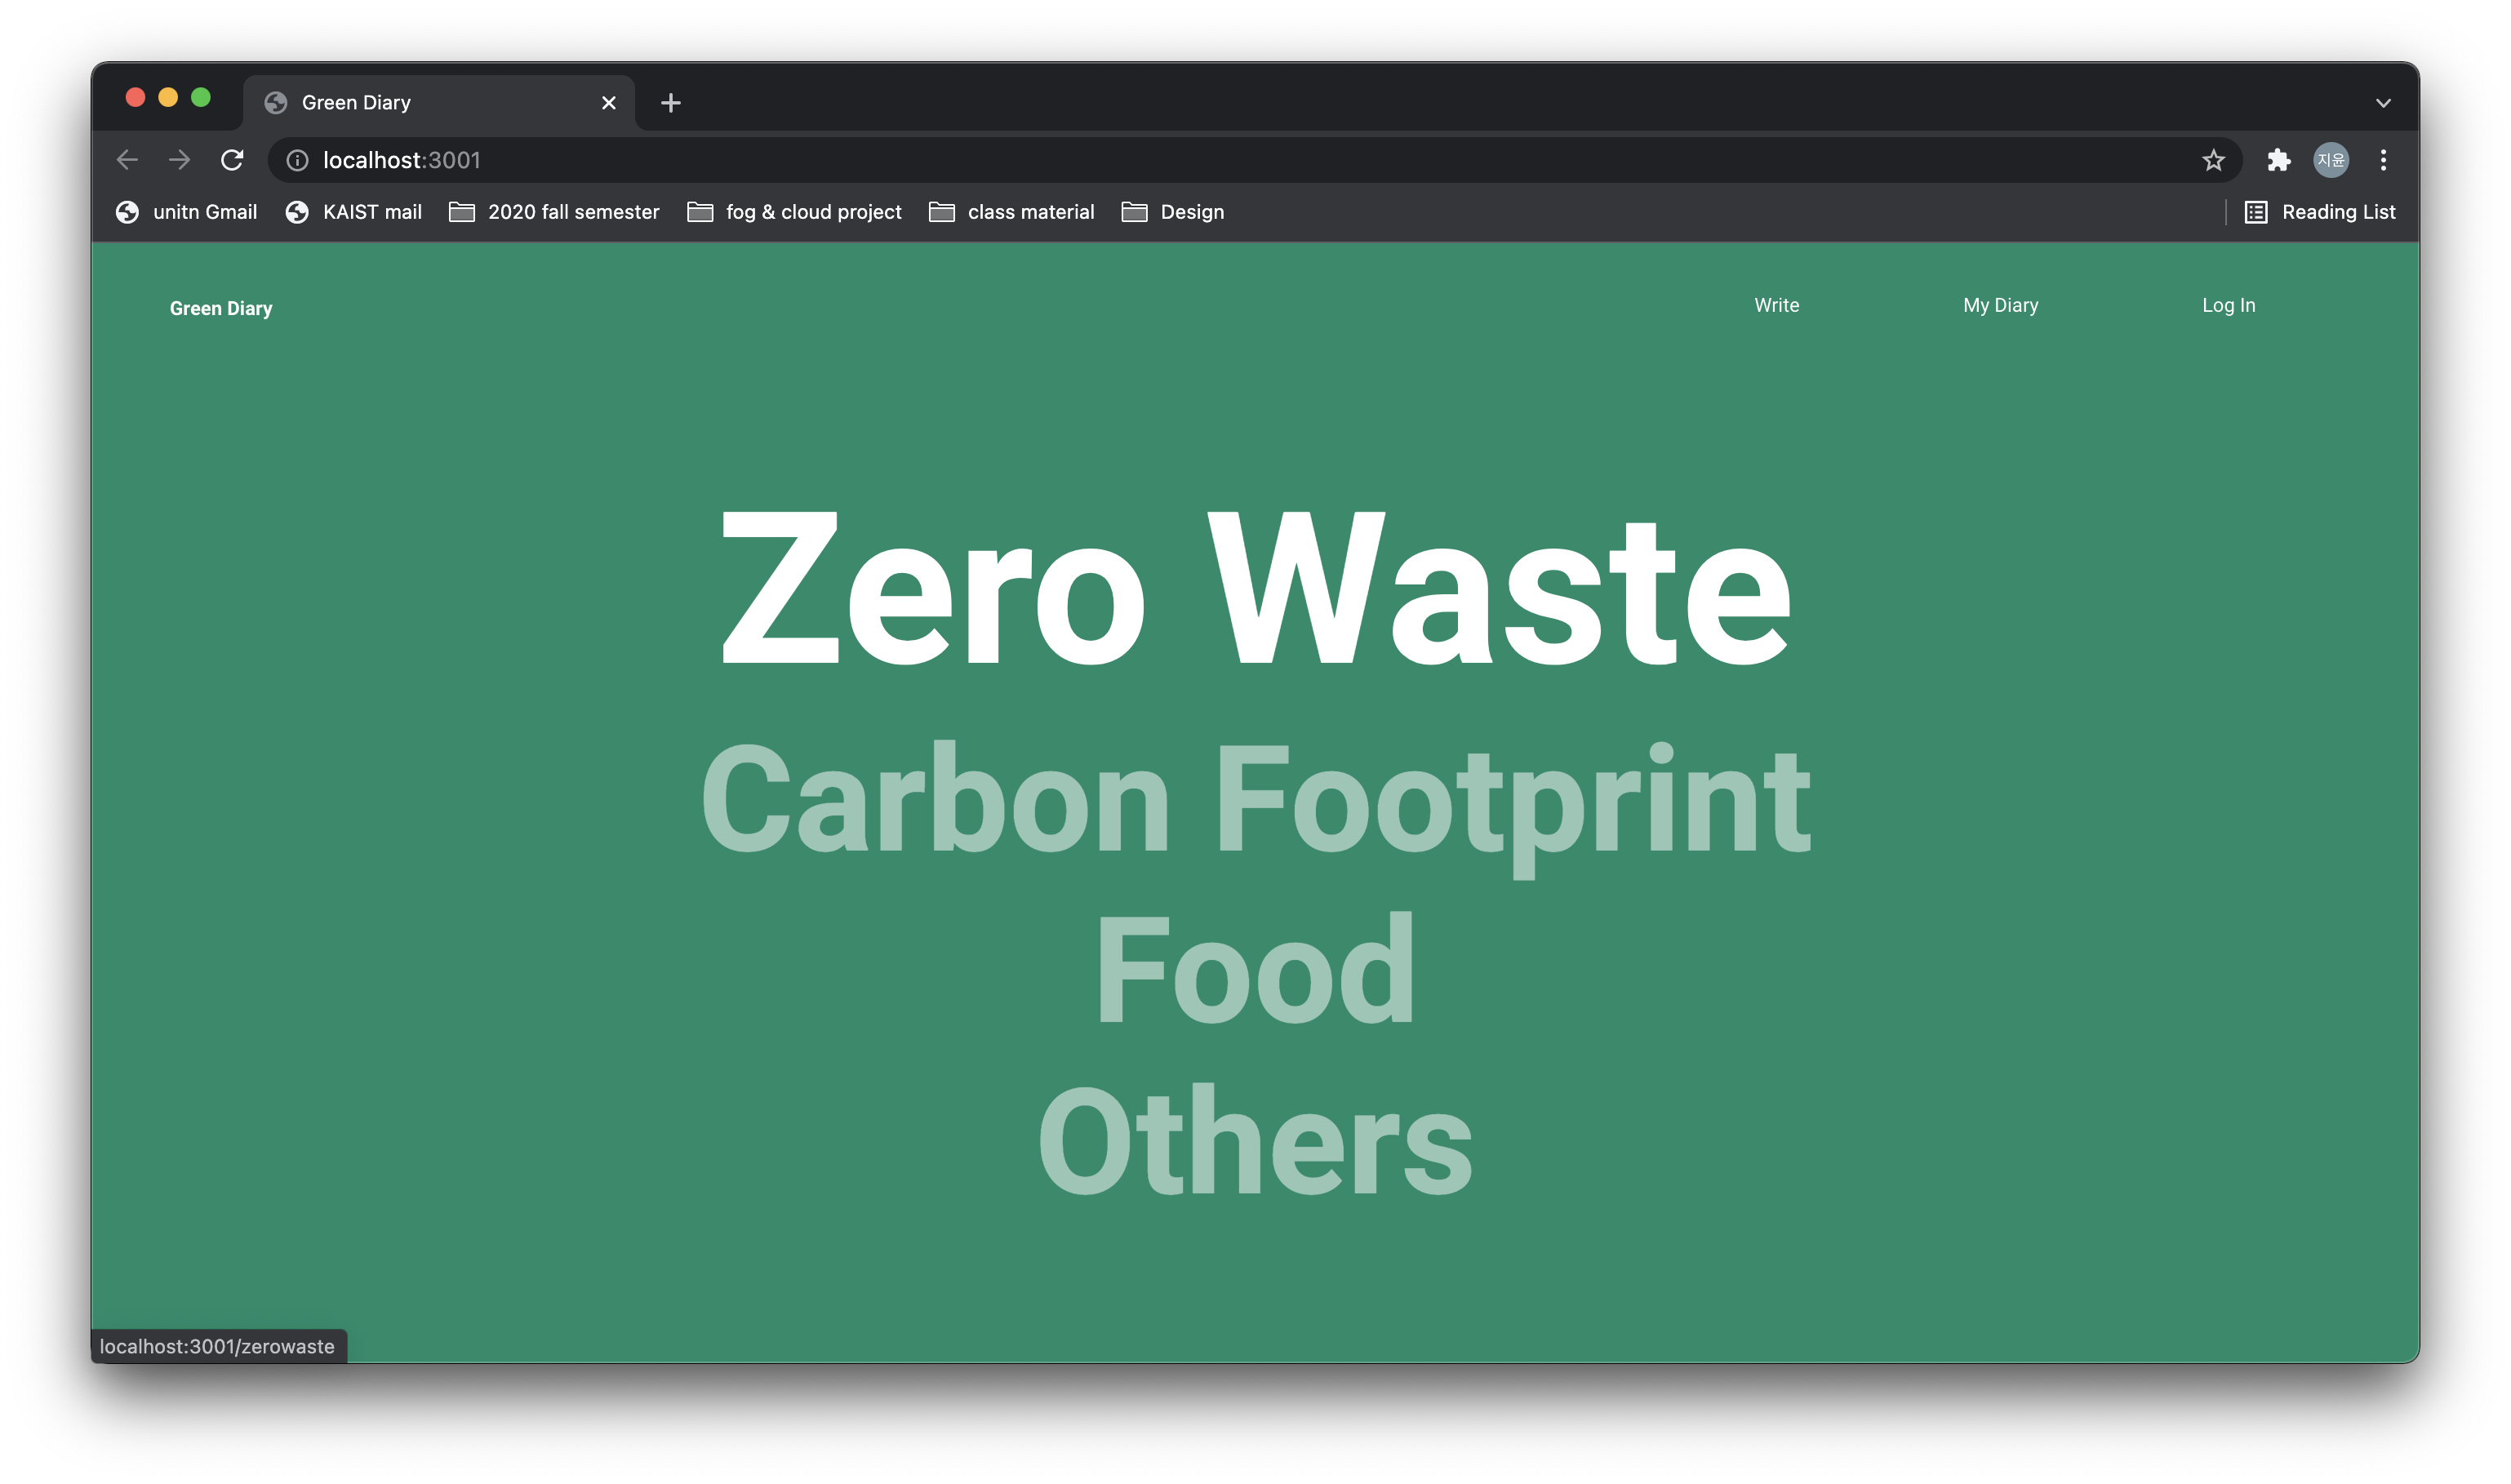 Green Diary
localhost:3001
지윤
unitn Gmail KAIST mail 2020 fall semester fog & cloud project class material Design Reading List
Green Diary Write My Diary Log In
Zero Waste
Carbon Footprint
Food
Others
localhost:3001/zerowaste